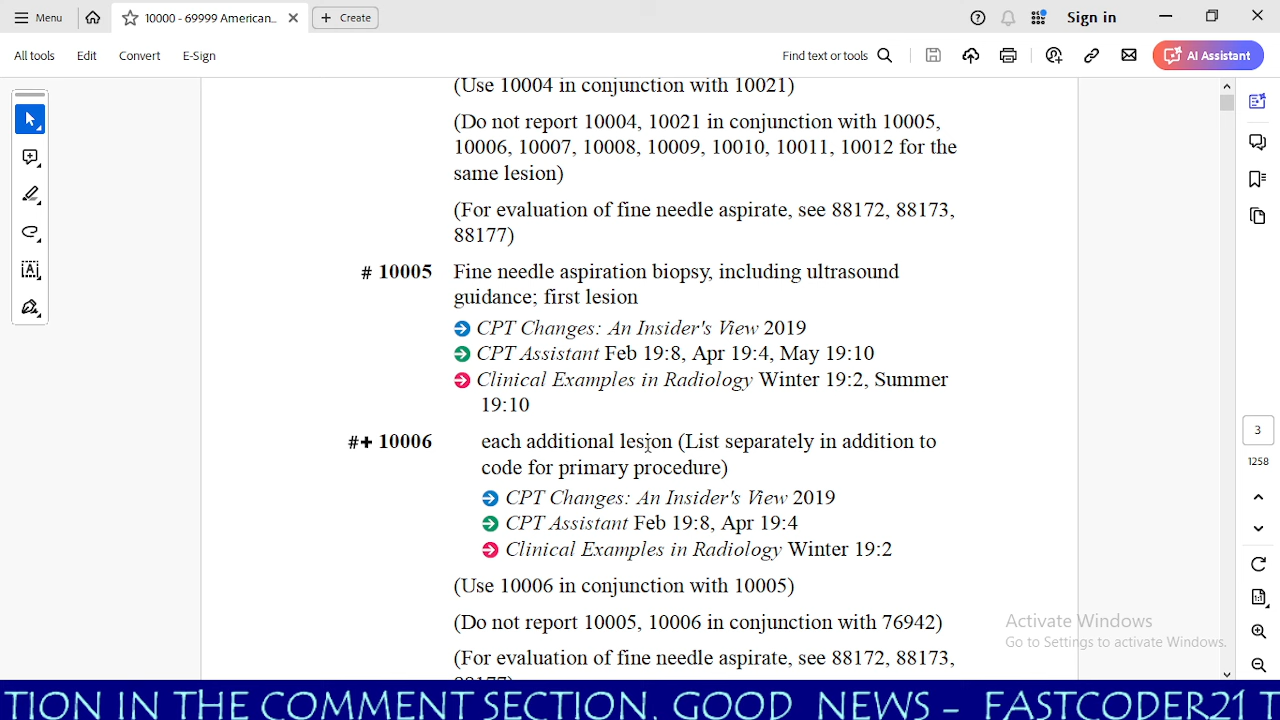 Menu
10000 - 69999 American...
Create
Sign in
All tools Edit Convert E-Sign
Find text or tools
AI Assistant
(Use 10004 in conjunction with 10021)
(Do not report 10004, 10021 in conjunction with 10005,
10006, 10007, 10008, 10009, 10010, 10011, 10012 for the
same lesion)
(For evaluation of fine needle aspirate, see 88172, 88173,
88177)
# 10005 Fine needle aspiration biopsy, including ultrasound
guidance; first lesion
CPT Changes: An Insider's View 2019
CPT Assistant Feb 19:8, Apr 19:4, May 19:10
Clinical Examples in Radiology Winter 19:2, Summer
19:10
#+ 10006 each additional lesion (List separately in addition to
code for primary procedure)
CPT Changes: An Insider's View 2019
CPT Assistant Feb 19:8, Apr 19:4
Clinical Examples in Radiology Winter 19:2
(Use 10006 in conjunction with 10005)
(Do not report 10005, 10006 in conjunction with 76942)
(For evaluation of fine needle aspirate, see 88172, 88173,
88177)
3
1258
Activate Windows
Go to Settings to activate Windows.
TION IN THE COMMENT SECTION. GOOD NEWS - FASTCODER21 T